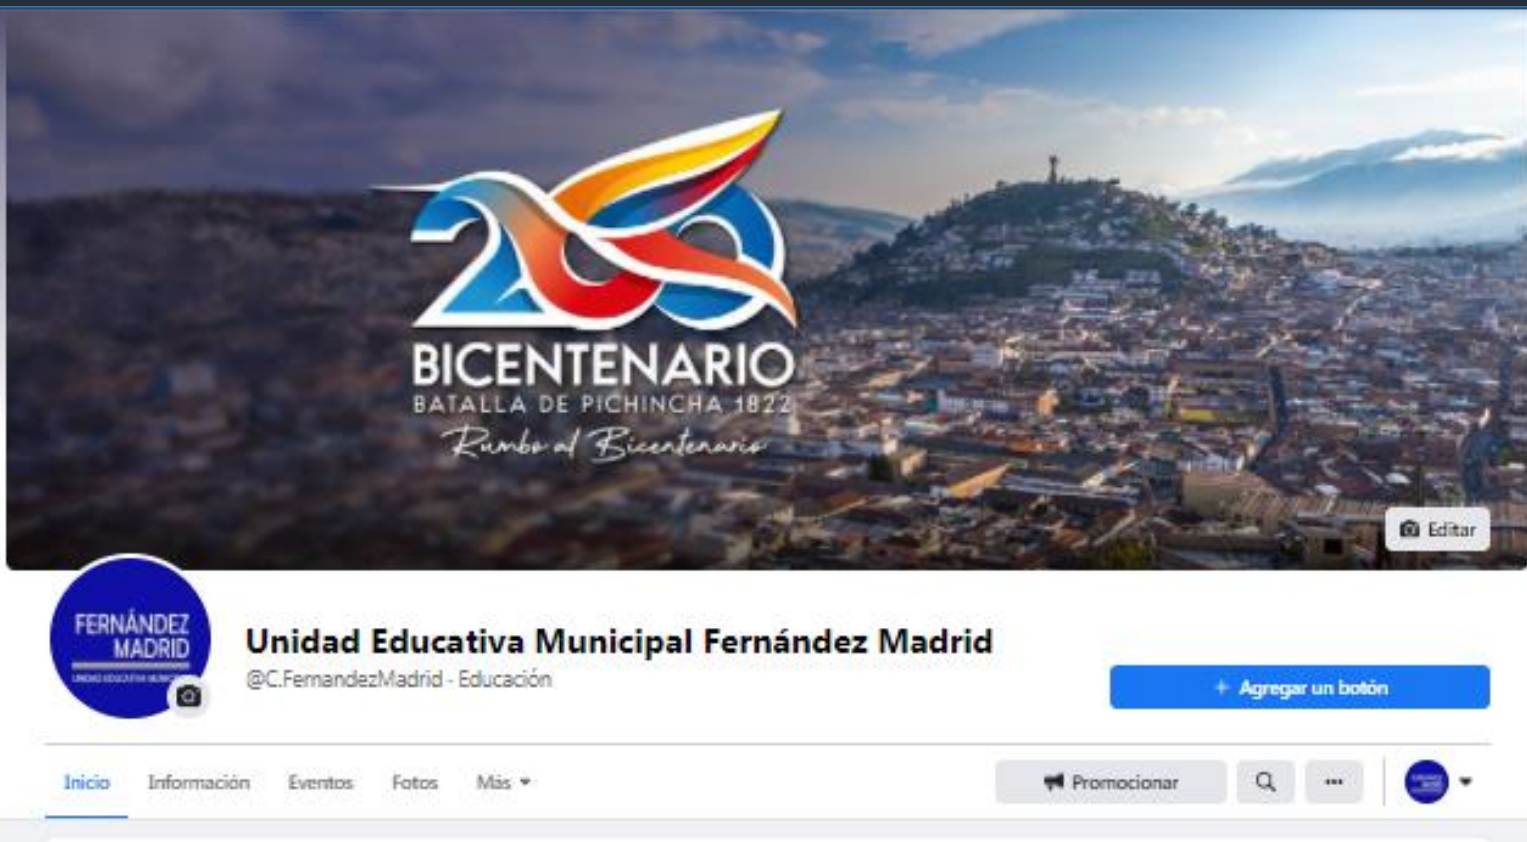 200
BICENTENARIO
BATALLA DE PICHINCHA 1822
Rumbo al Bicentenario
Editar
FERNÁNDEZ
MADRID
Unidad Educativa Municipal Fernández Madrid
@C.FernandezMadrid - Educación
+ Agregar un botón
Inicio Información Eventos Fotos Más
Promocionar